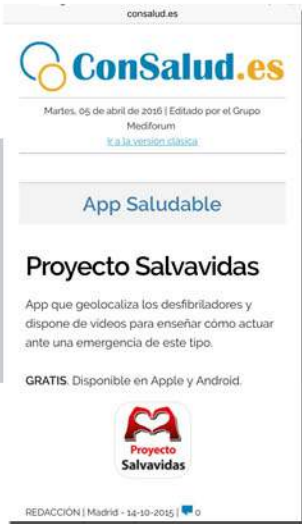 consalud.es
ConSalud.es
Martes, 05 de abril de 2016 | Editado por el Grupo
Mediforum
Ir a la versión clásica
App Saludable
Proyecto Salvavidas
App que geolocaliza los desfibriladores y
dispone de vídeos para enseñar cómo actuar
ante una emergencia de este tipo.
GRATIS. Disponible en Apple y Android.
Proyecto
Salvavidas
REDACCIÓN | Madrid - 14-10-2015 | 0